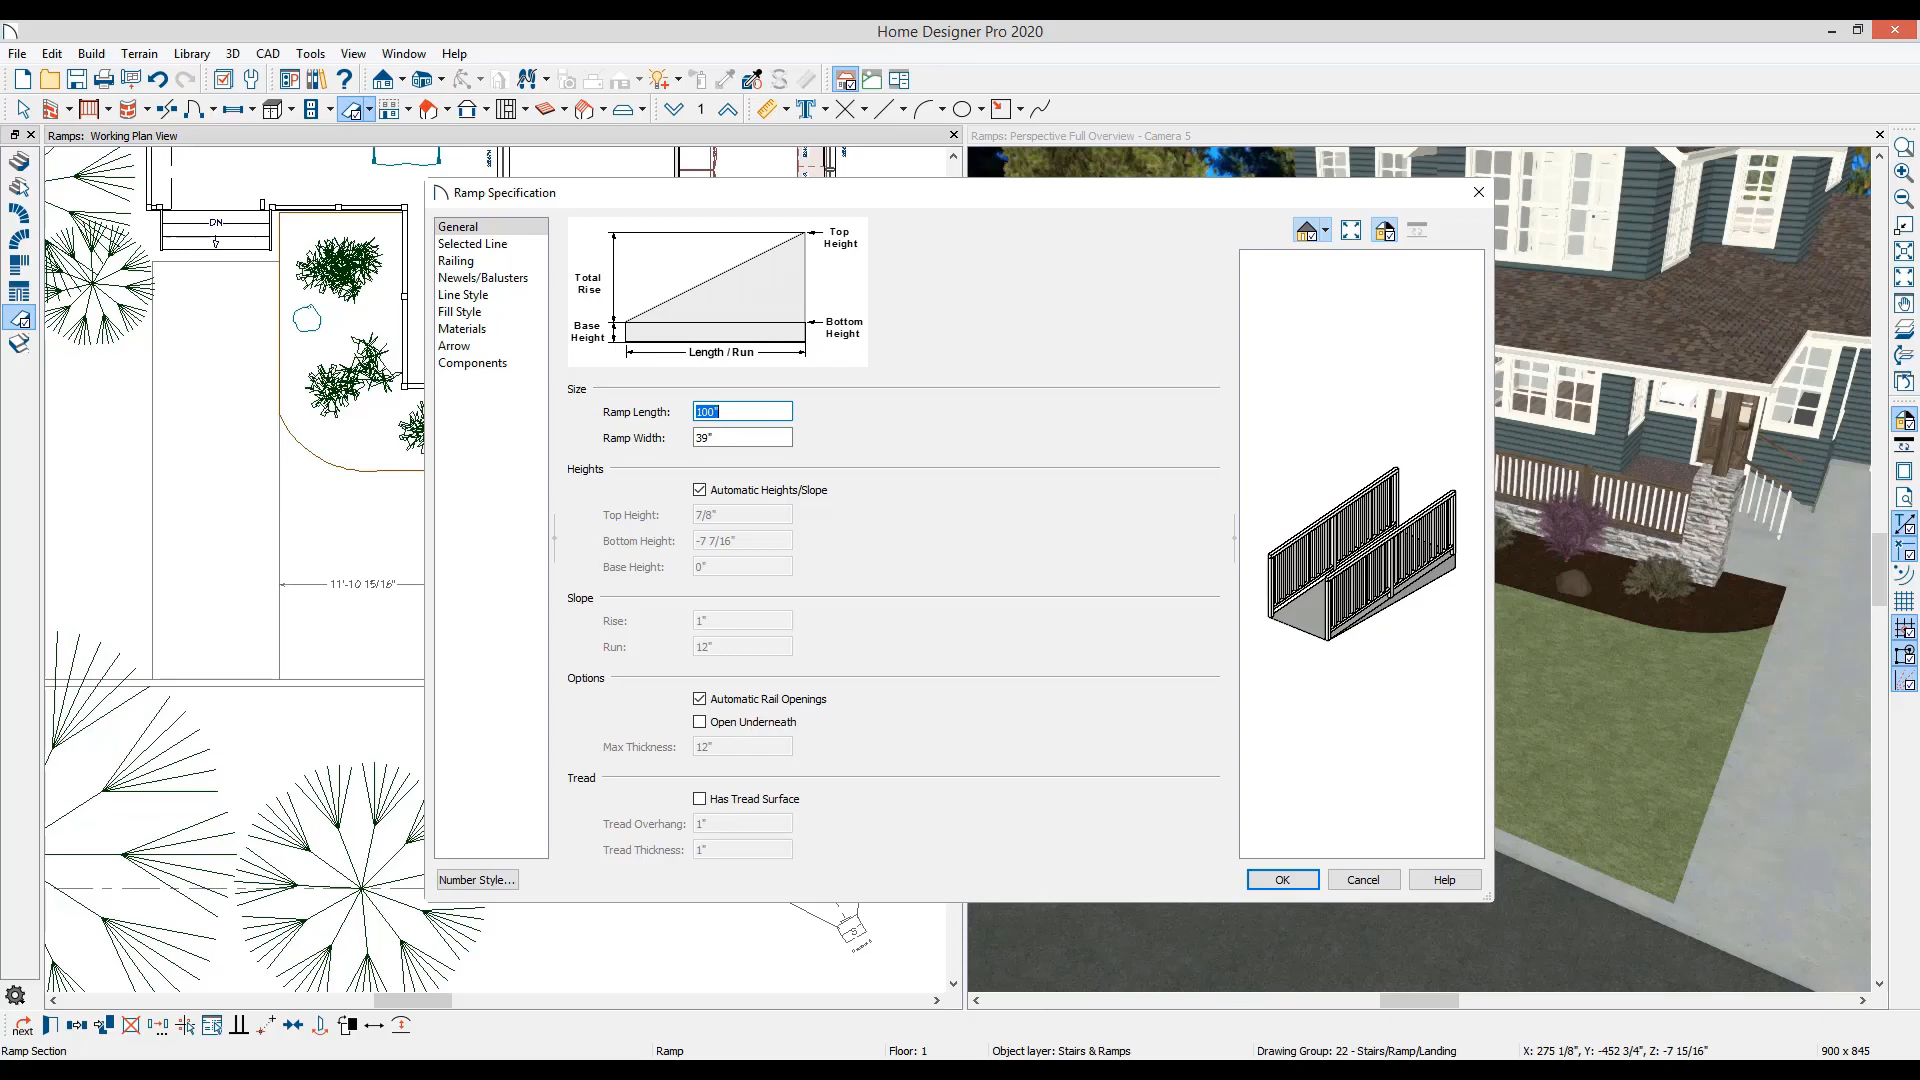 Home Designer Pro 2020
File Edit Build Terrain Library 3D CAD Tools View Window Help
1
Ramps: Working Plan View
Ramps: Perspective Full Overview - Camera 5
Ramp Specification
DN
11'-10 15/16"
General
Selected Line
Railing
Newels/Balusters
Line Style
Fill Style
Materials
Arrow
Components
Top Height
Total Rise
Base Height
Bottom Height
Length / Run
Size
Ramp Length: 100"
Ramp Width: 39"
Heights
Automatic Heights/Slope
Top Height: 7/8"
Bottom Height: -7 7/16"
Base Height: 0"
Slope
Rise: 1"
Run: 12"
Options
Automatic Rail Openings
Open Underneath
Max Thickness: 12"
Tread
Has Tread Surface
Tread Overhang: 1"
Tread Thickness: 1"
Number Style...
OK Cancel Help
next
Ramp Section
Ramp
Floor: 1
Object layer: Stairs & Ramps
Drawing Group: 22 - Stairs/Ramp/Landing
X: 275 1/8", Y: -452 3/4", Z: -7 15/16"
900 x 845